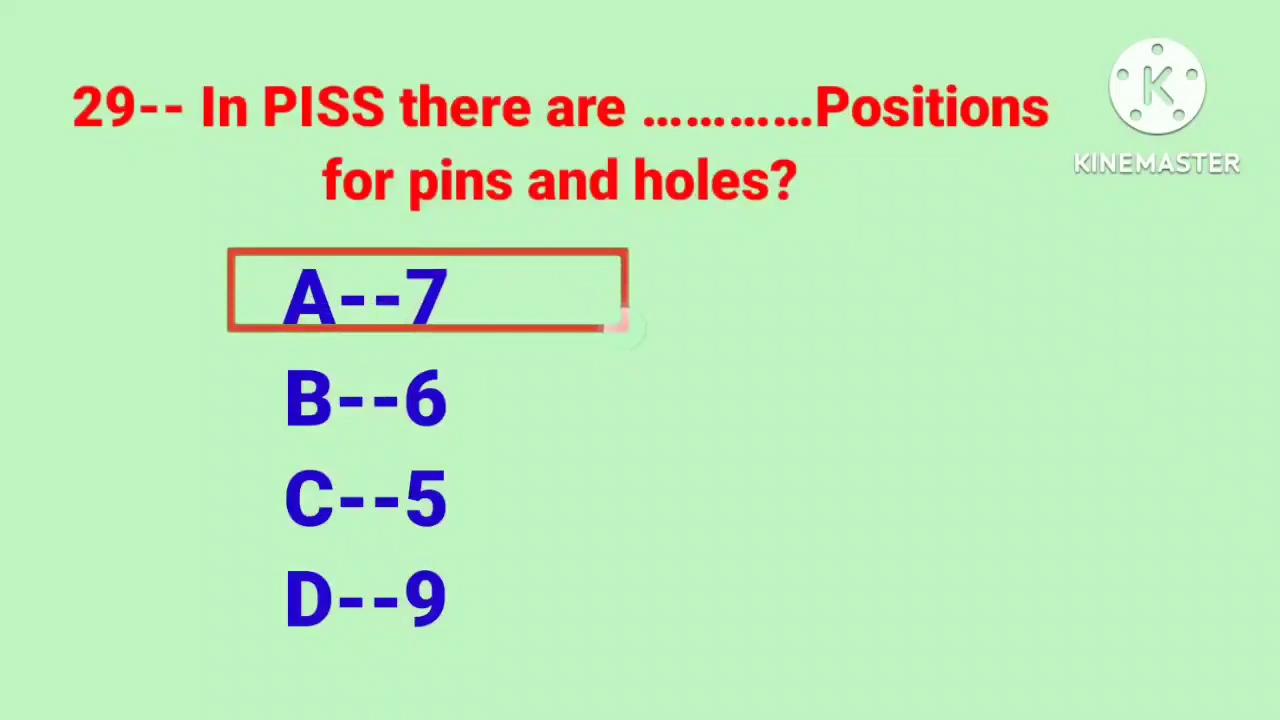 29-- In PISS there are …………Positions
for pins and holes?
A--7
B--6
C--5
D--9
K
KINEMASTER